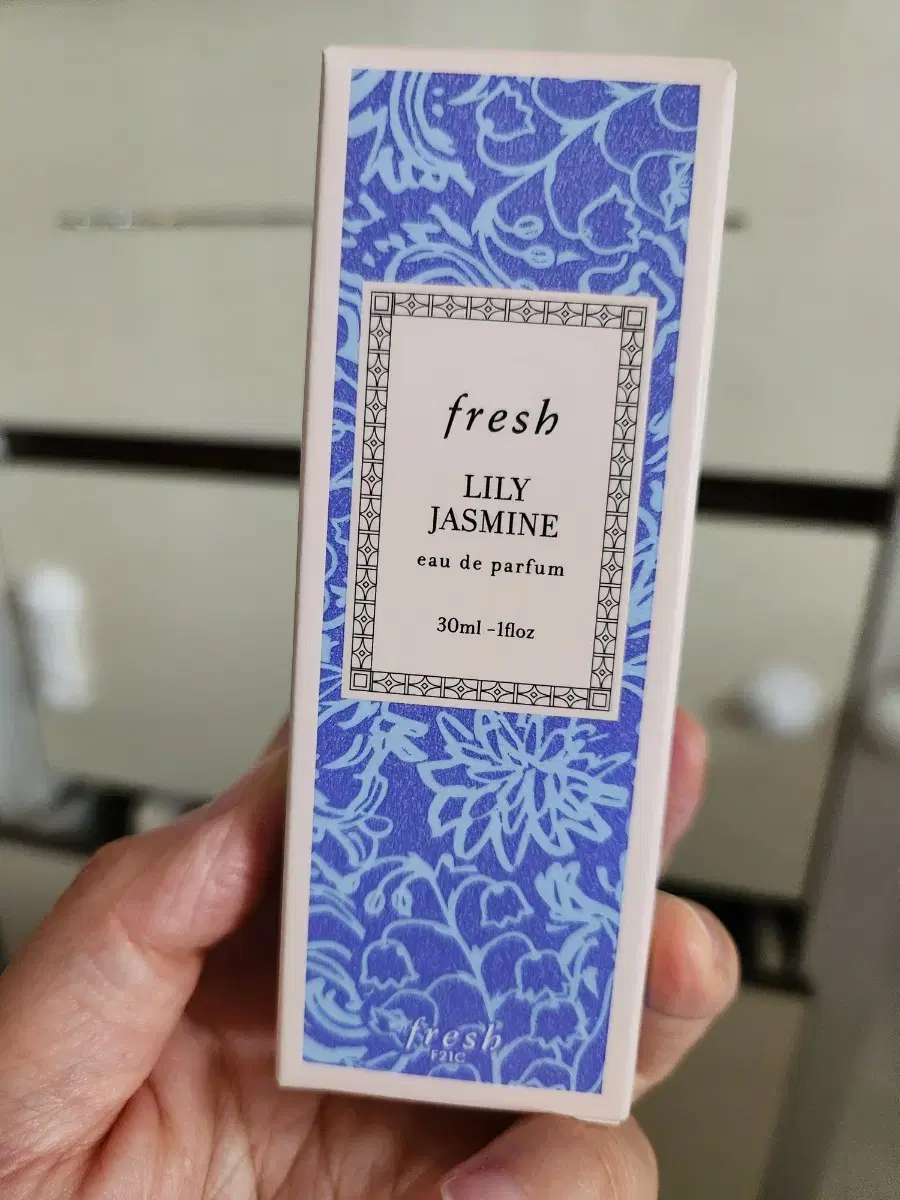 fresh
LILY
JASMINE
eau de parfum
30ml -1floz
fresh
F21C